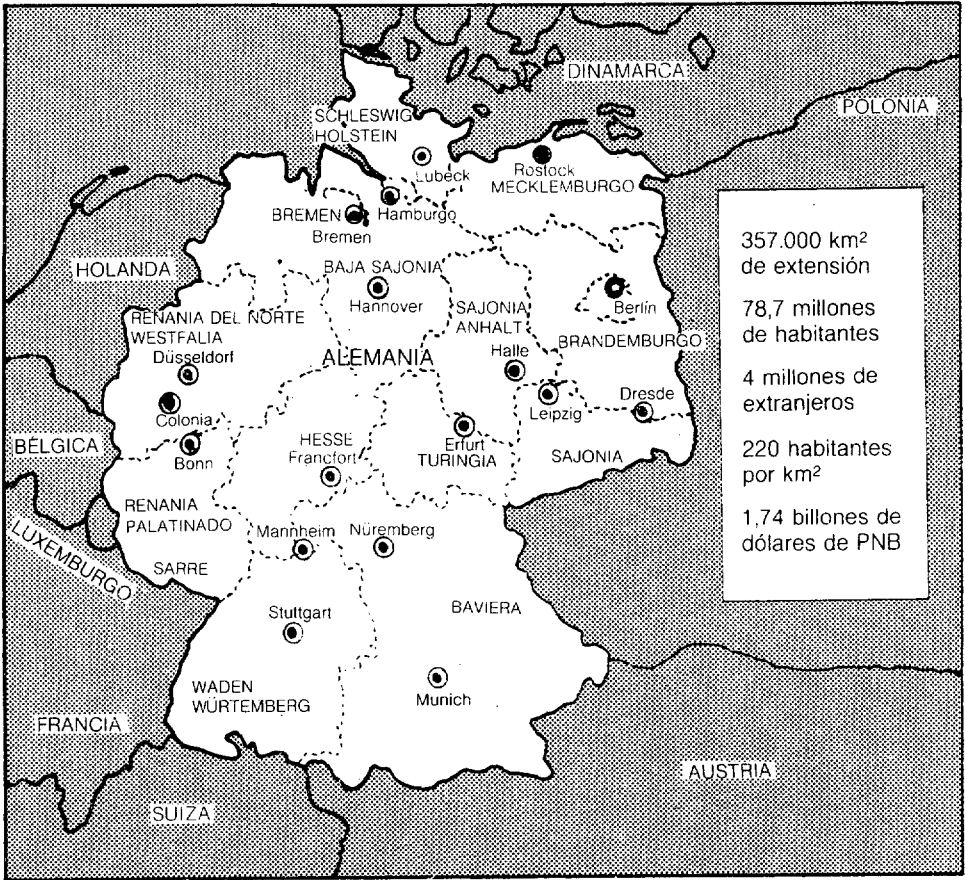 DINAMARCA
POLONIA
SCHLESWIG
HOLSTEIN
Lubeck
Rostock
MECKLEMBURGO
Hamburgo
BREMEN
Bremen
HOLANDA
BAJA SAJONIA
Hannover
SAJONIA
ANHALT
Berlín
BRANDEMBURGO
RENANIA DEL NORTE
WESTFALIA
Düsseldorf
ALEMANIA
Halle
Leipzig
Dresde
Colonia
BÉLGICA
Bonn
HESSE
Francfort
Erfurt
TURINGIA
SAJONIA
RENANIA
PALATINADO
LUXEMBURGO
SARRE
Mannheim
Nüremberg
Stuttgart
BAVIERA
WADEN
WÜRTEMBERG
Munich
FRANCIA
SUIZA
AUSTRIA
357.000 km²
de extensión
78,7 millones
de habitantes
4 millones de
extranjeros
220 habitantes
por km²
1,74 billones de
dólares de PNB